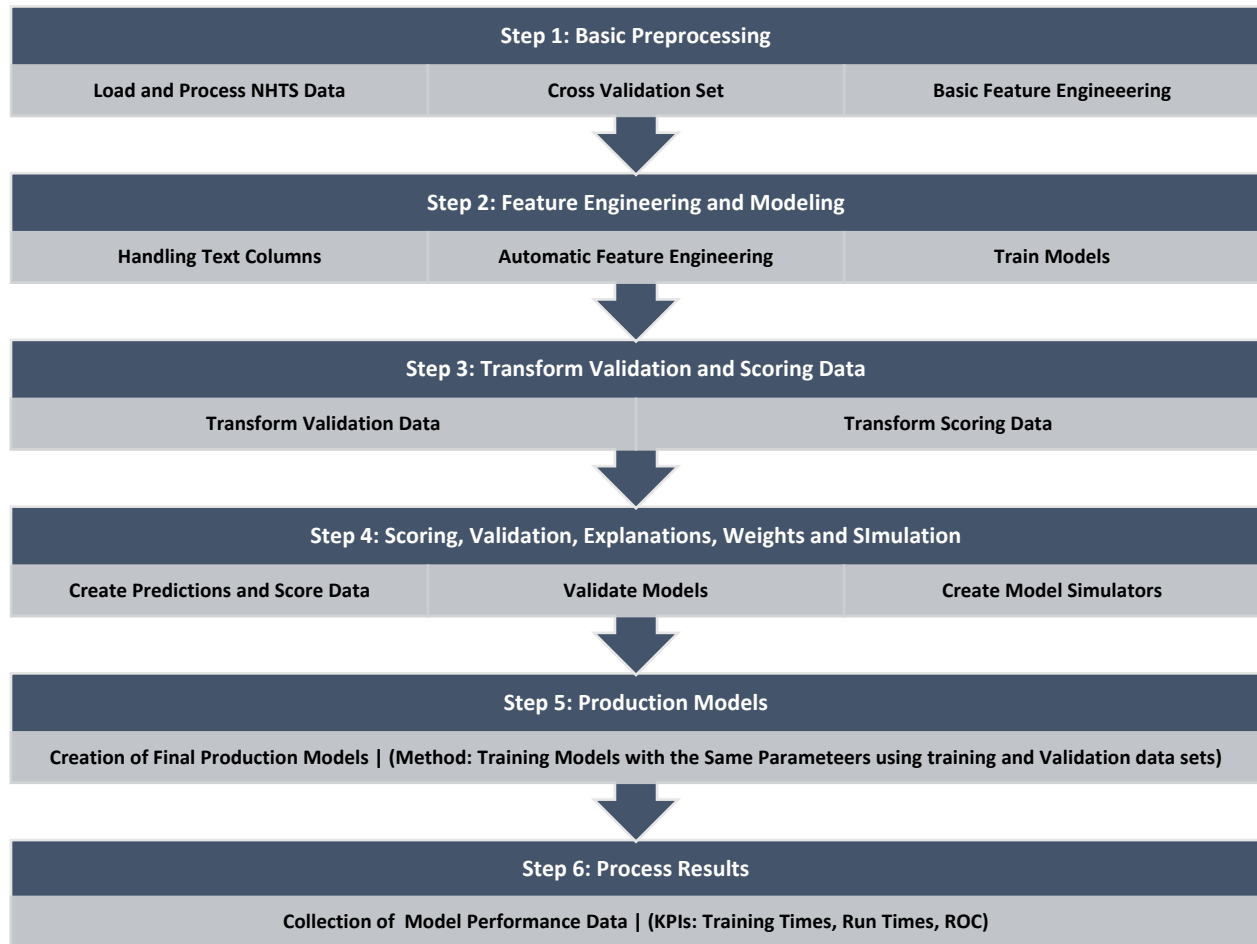 Step 1: Basic Preprocessing
Load and Process NHTS Data
Cross Validation Set
Basic Feature Engineeering
Step 2: Feature Engineering and Modeling
Handling Text Columns
Automatic Feature Engineering
Train Models
Step 3: Transform Validation and Scoring Data
Transform Validation Data
Transform Scoring Data
Step 4: Scoring, Validation, Explanations, Weights and SImulation
Create Predictions and Score Data
Validate Models
Create Model Simulators
Step 5: Production Models
Creation of Final Production Models | (Method: Training Models with the Same Parameteers using training and Validation data sets)
Step 6: Process Results
Collection of  Model Performance Data | (KPIs: Training Times, Run Times, ROC)